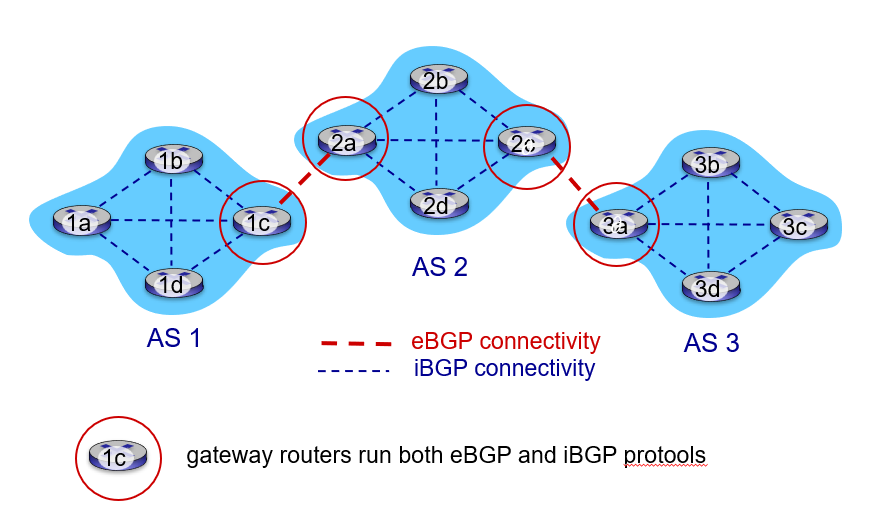 2b
2a
2c
2d
AS 2
1b
1a
1c
1d
AS 1
3b
3a
3c
3d
AS 3
eBGP connectivity
iBGP connectivity
1c
gateway routers run both eBGP and iBGP protools